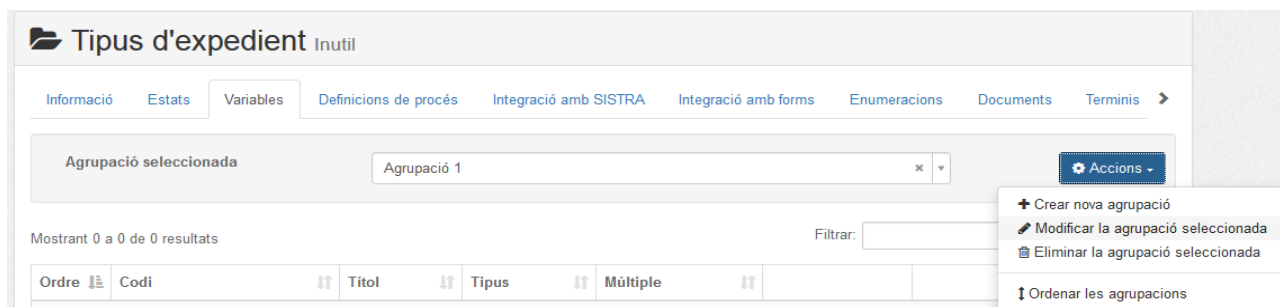 Tipus d'expedient Inutil
Informació Estats Variables Definicions de procés Integració amb SISTRA Integració amb forms Enumeracions Documents Terminis
Agrupació seleccionada Agrupació 1 Accions
Crear nova agrupació
Mostrant 0 a 0 de 0 resultats Filtrar: Modificar la agrupació seleccionada
Eliminar la agrupació seleccionada
Ordre Codi Títol Tipus Múltiple
Ordenar les agrupacions